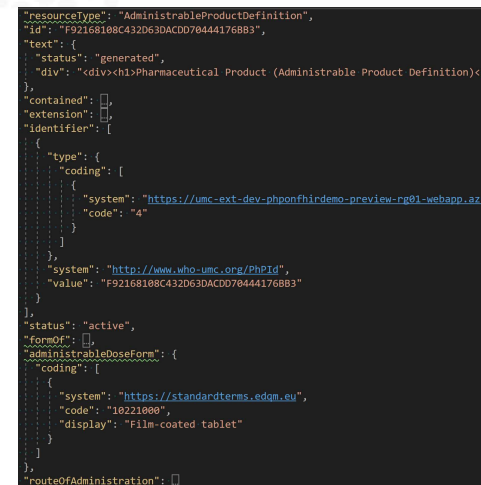 "resourceType": "AdministrableProductDefinition",
"id": "F92168108C432D63DACDD70444176BB3",
"text": {
"status": "generated",
"div": "<div><h1>Pharmaceutical Product (Administrable Product Definition)<
},
"contained": […],
"extension": […],
"identifier": [
{
"type": {
"coding": [
{
"system": "https://umc-ext-dev-phponfhirdemo-preview-rg01-webapp.az
"code": "4"
}
]
},
"system": "http://www.who-umc.org/PhPId",
"value": "F92168108C432D63DACDD70444176BB3"
}
],
"status": "active",
"formOf": […],
"administrableDoseForm": {
"coding": [
{
"system": "https://standardterms.edqm.eu",
"code": "10221000",
"display": "Film-coated tablet"
}
]
},
"routeOfAdministration": […]